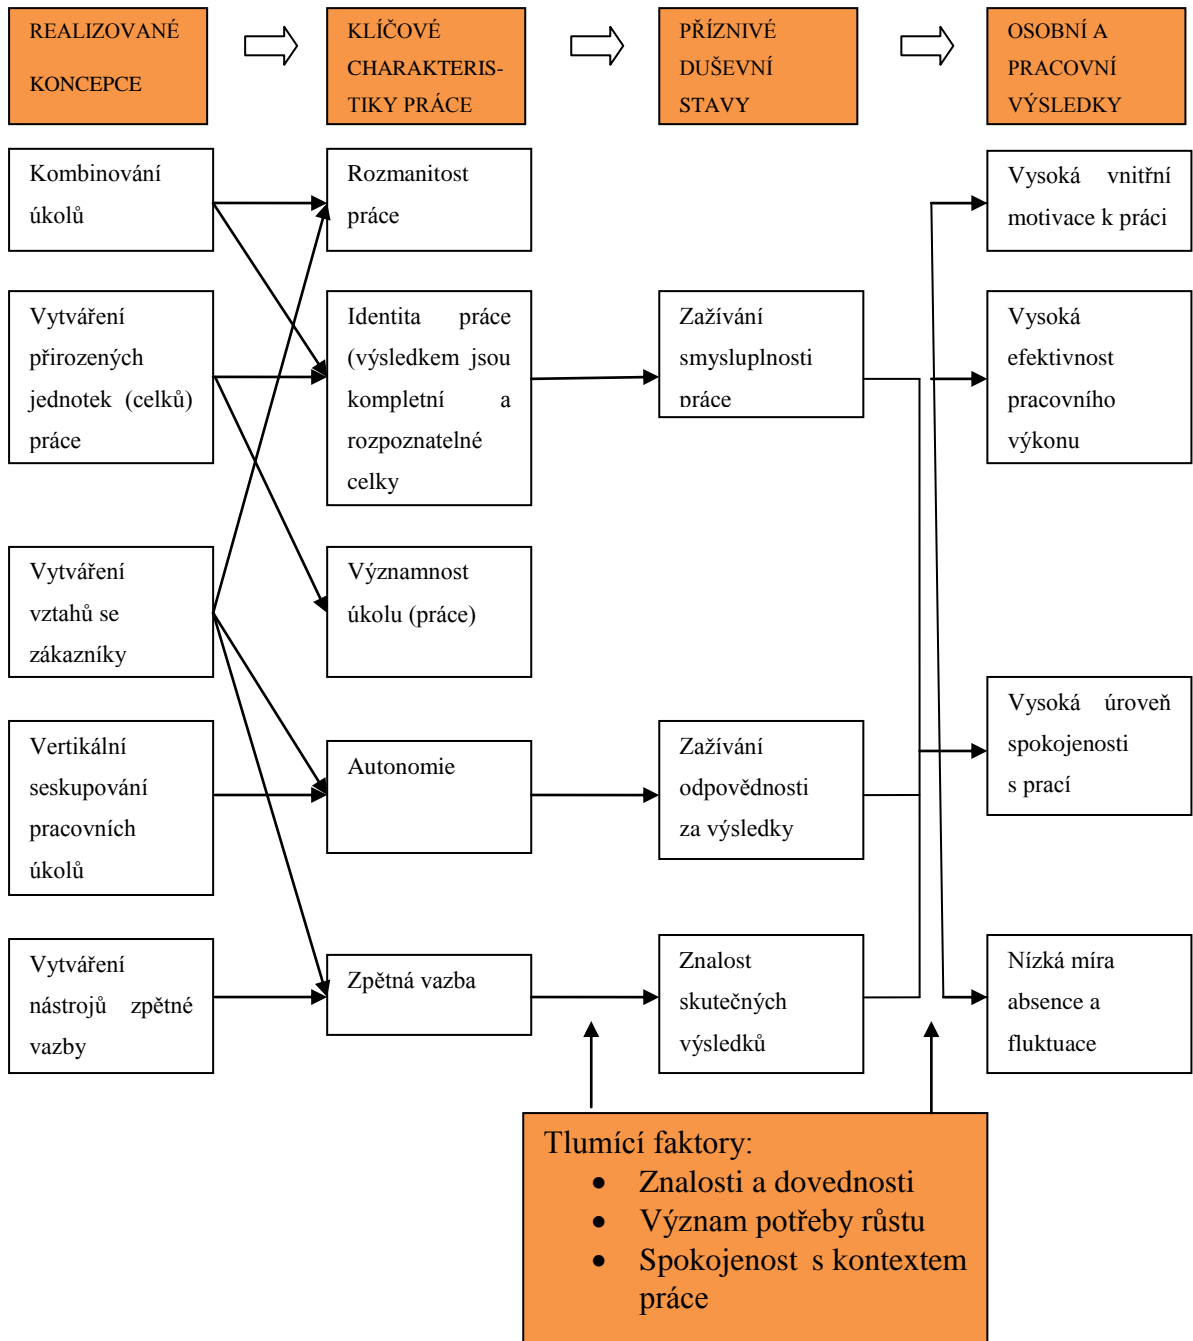 REALIZOVANÉ
KONCEPCE
KLÍČOVÉ
CHARAKTERIS-
TIKY PRÁCE
PŘÍZNIVÉ
DUŠEVNÍ
STAVY
OSOBNÍ A
PRACOVNÍ
VÝSLEDKY
Kombinování
úkolů
Rozmanitost
práce
Vysoká vnitřní
motivace k práci
Vytváření
přirozených
jednotek (celků)
práce
Identita práce
(výsledkem jsou
kompletní a
rozpoznatelné
celky
Zažívání
smysluplnosti
práce
Vysoká
efektivnost
pracovního
výkonu
Vytváření
vztahů se
zákazníky
Významnost
úkolu (práce)
Vysoká úroveň
spokojenosti
s prací
Vertikální
seskupování
pracovních
úkolů
Autonomie
Zažívání
odpovědnosti
za výsledky
Vytváření
nástrojů zpětné
vazby
Zpětná vazba
Znalost
skutečných
výsledků
Nízká míra
absence a
fluktuace
Tlumící faktory:
• Znalosti a dovednosti
• Význam potřeby růstu
• Spokojenost s kontextem
práce